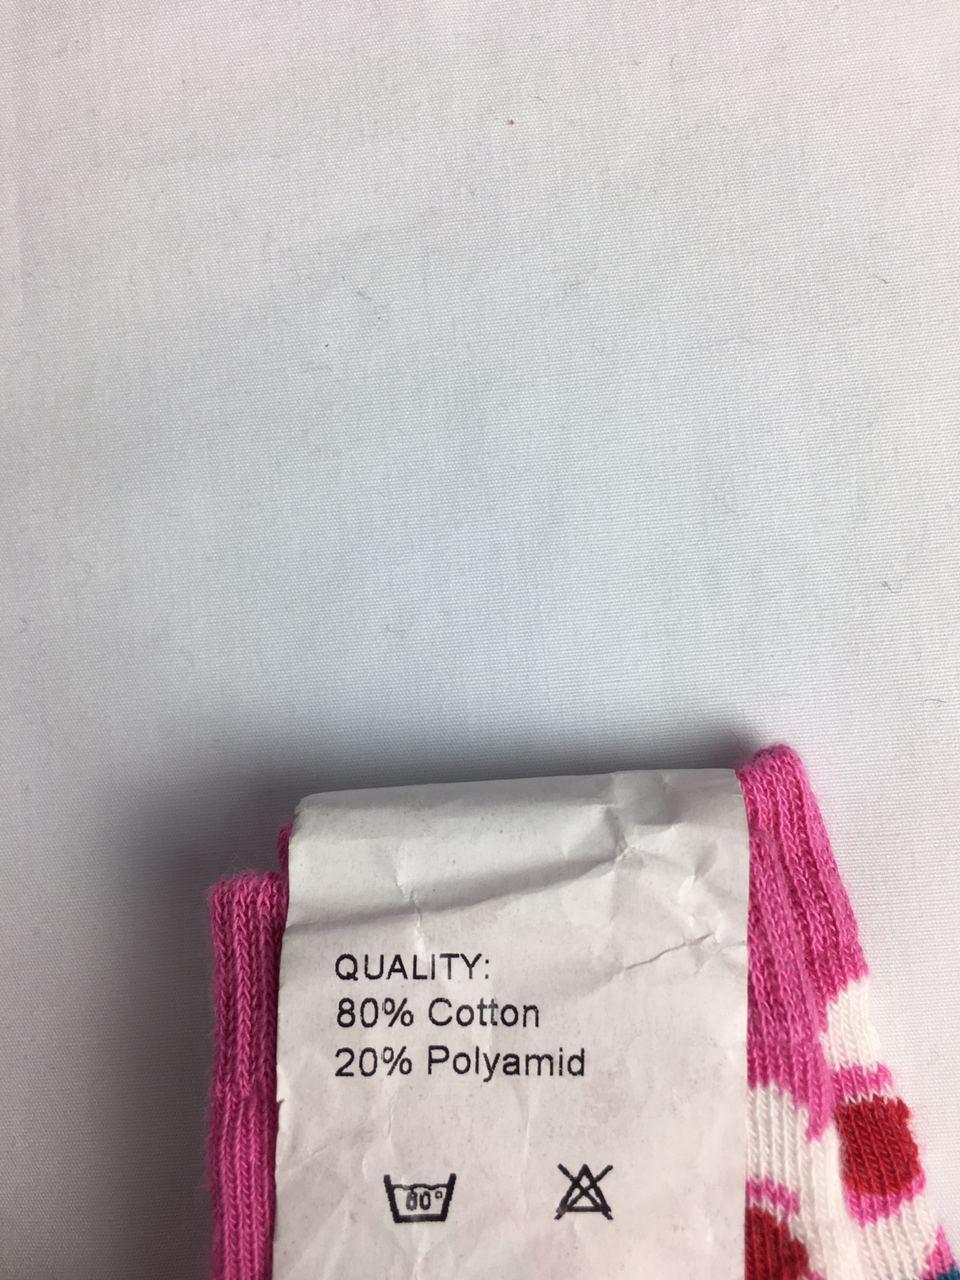 QUALITY:
80% Cotton
20% Polyamid